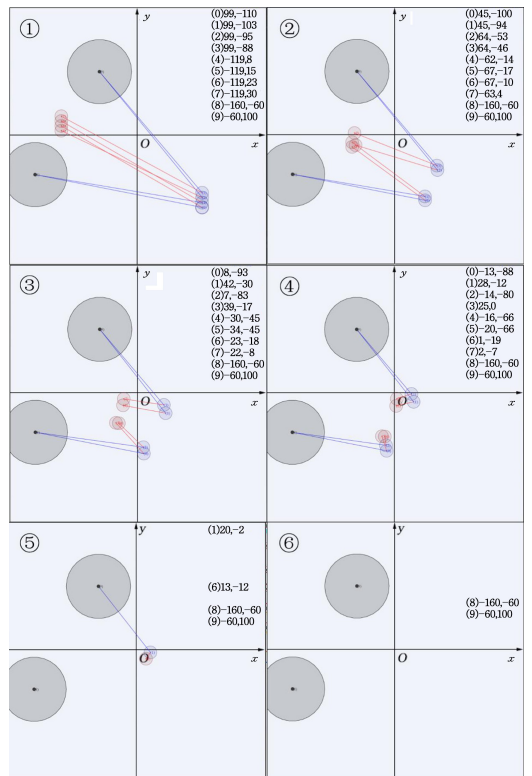 ①
y
(0)99,−110
(1)99,−103
(2)99,−95
(3)99,−88
(4)−119,8
(5)−119,15
(6)−119,23
(7)−119,30
(8)−160,−60
(9)−60,100
O
x
②
y
(0)45,−100
(1)45,−94
(2)64,−53
(3)64,−46
(4)−62,−14
(5)−67,−17
(6)−67,−10
(7)−63,4
(8)−160,−60
(9)−60,100
O
x
③
y
(0)8,−93
(1)42,−30
(2)7,−83
(3)39,−17
(4)−30,−45
(5)−34,−45
(6)−23,−18
(7)−22,−8
(8)−160,−60
(9)−60,100
O
x
④
y
(0)−13,−88
(1)28,−12
(2)−14,−80
(3)25,0
(4)−16,−66
(5)−20,−66
(6)1,−19
(7)2,−7
(8)−160,−60
(9)−60,100
O
x
⑤
y
(1)20,−2
(6)13,−12
(8)−160,−60
(9)−60,100
O
x
⑥
y
(8)−160,−60
(9)−60,100
O
x